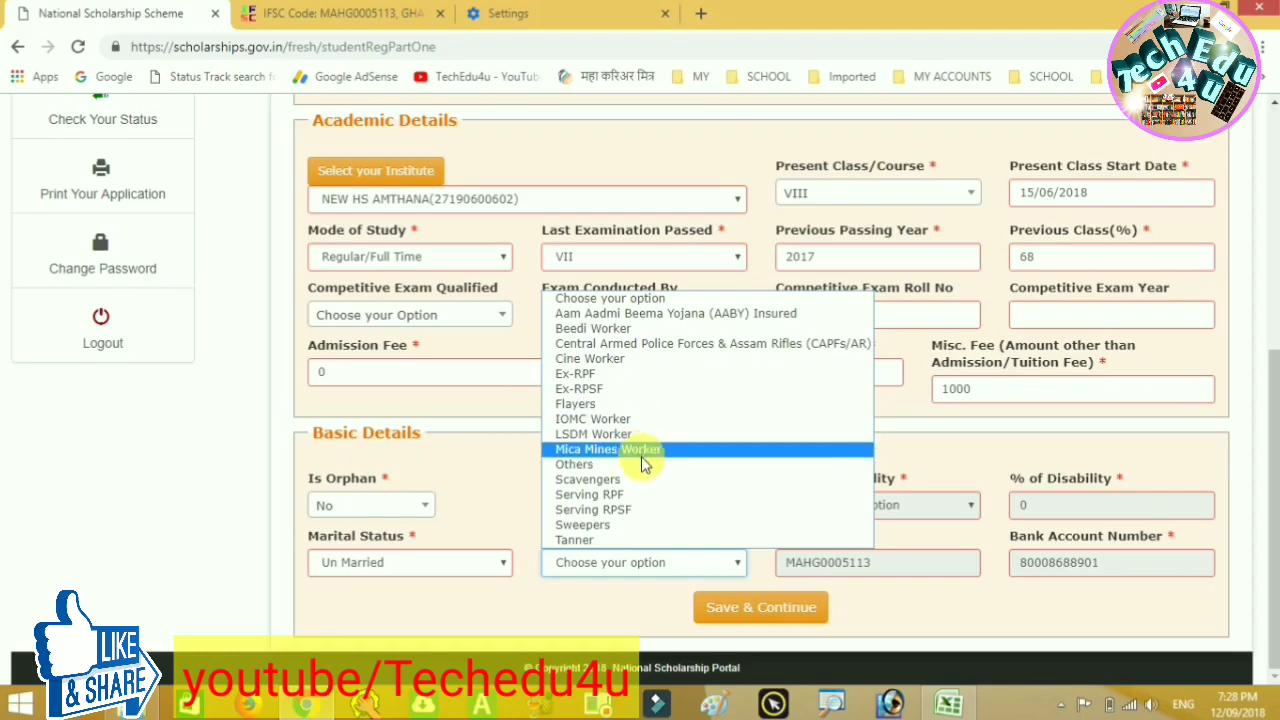 National Scholarship Scheme
IFSC Code: MAHG0005113, GHA
Settings
https://scholarships.gov.in/fresh/studentRegPartOne
Apps
Google
Status Track search f
Google AdSense
TechEdu4u - YouTub
महा करिअर मित्र
MY
SCHOOL
Imported
MY ACCOUNTS
SCHOOL
Tech Edu 4u
Check Your Status
Print Your Application
Change Password
Logout
Academic Details
Select your Institute
Present Class/Course *
Present Class Start Date *
NEW HS AMTHANA(27190600602)
VIII
15/06/2018
Mode of Study *
Last Examination Passed *
Previous Passing Year *
Previous Class(%) *
Regular/Full Time
VII
2017
68
Competitive Exam Qualified
Exam Conducted By
Competitive Exam Roll No
Competitive Exam Year
Choose your Option
Admission Fee *
Misc. Fee (Amount other than
Admission/Tuition Fee) *
0
1000
Choose your option
Aam Aadmi Beema Yojana (AABY) Insured
Beedi Worker
Central Armed Police Forces & Assam Rifles (CAPFs/AR)
Cine Worker
Ex-RPF
Ex-RPSF
Flayers
IOMC Worker
LSDM Worker
Mica Mines Worker
Others
Scavengers
Serving RPF
Serving RPSF
Sweepers
Tanner
Basic Details
Is Orphan *
ility *
% of Disability *
No
ption
0
Marital Status *
Bank Account Number *
Un Married
Choose your option
MAHG0005113
80008688901
Save & Continue
© Copyright 2018. National Scholarship Portal
LIKE
& SHARE
youtube/Techedu4u
ENG
7:28 PM
12/09/2018